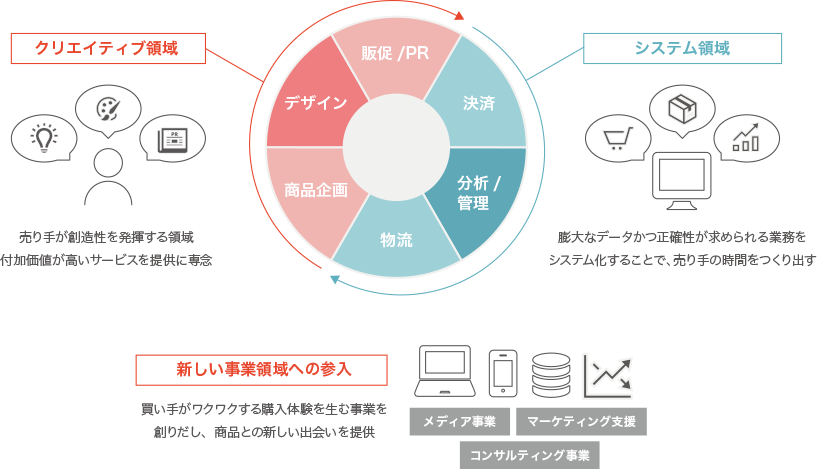 クリエイティブ領域
システム領域
販促 /PR
デザイン
決済
商品企画
分析 /
管理
物流
PR
売り手が創造性を発揮する領域
付加価値が高いサービスを提供に専念
膨大なデータかつ正確性が求められる業務を
システム化することで、売り手の時間をつくり出す
新しい事業領域への参入
買い手がワクワクする購入体験を生む事業を
創りだし、商品との新しい出会いを提供
メディア事業
マーケティング支援
コンサルティング事業